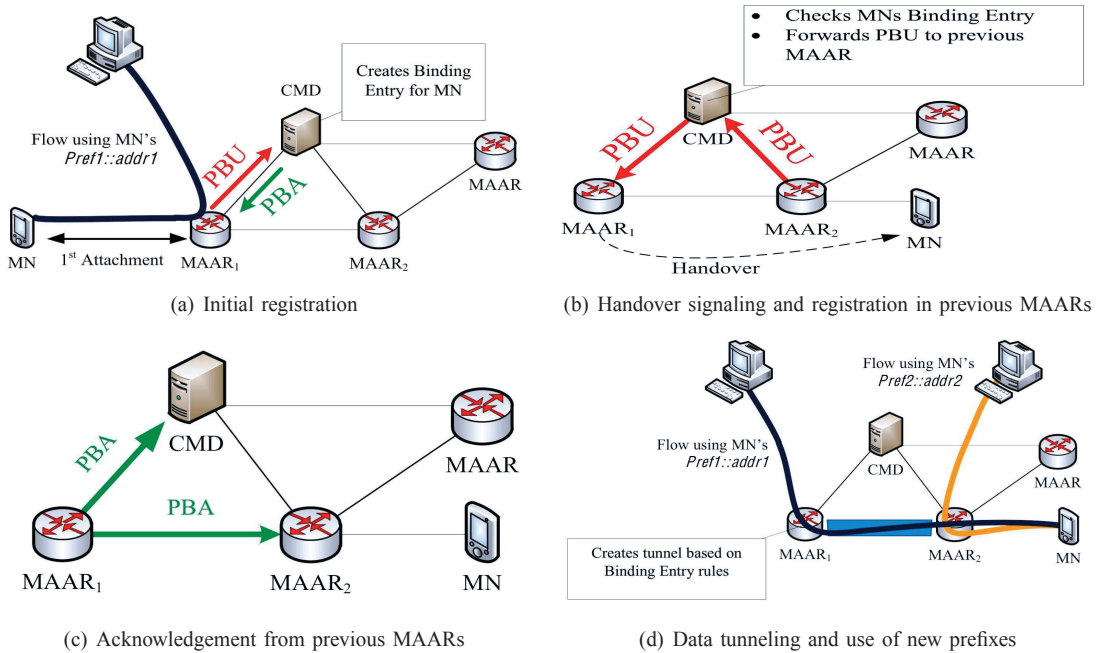 Creates Binding
Entry for MN
CMD
Flow using MN's
Pref1::addr1
PBU
PBA
MAAR
MN
1st Attachment
MAAR1
MAAR2
(a) Initial registration
• Checks MNs Binding Entry
• Forwards PBU to previous
MAAR
CMD
PBU
PBU
MAAR
MAAR1
MAAR2
MN
Handover
(b) Handover signaling and registration in previous MAARs
CMD
PBA
MAAR
PBA
MAAR1
MAAR2
MN
(c) Acknowledgement from previous MAARs
Flow using MN's
Pref2::addr2
Flow using MN's
Pref1::addr1
CMD
MAAR
MAAR1
MAAR2
MN
Creates tunnel based on
Binding Entry rules
(d) Data tunneling and use of new prefixes